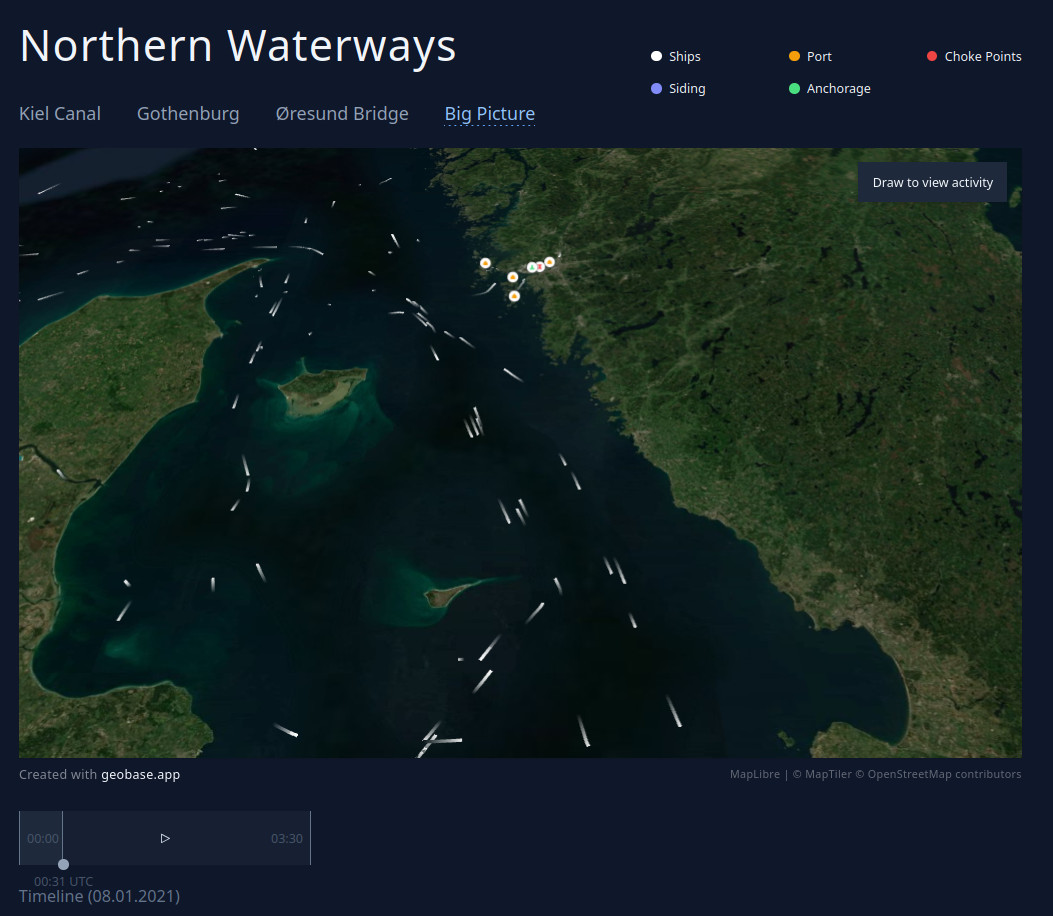 Northern Waterways
Ships Port Choke Points
Siding Anchorage
Kiel Canal Gothenburg Øresund Bridge Big Picture
Draw to view activity
Created with geobase.app
MapLibre | © MapTiler © OpenStreetMap contributors
00:00 03:30
00:31 UTC
Timeline (08.01.2021)